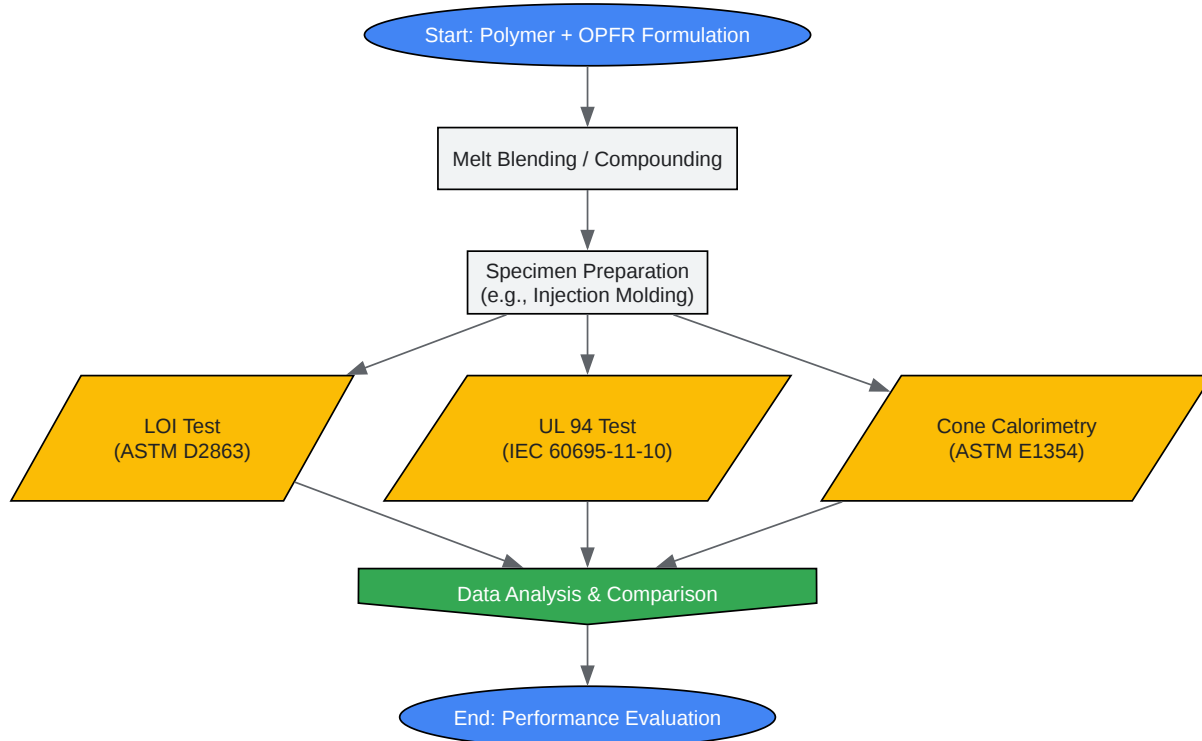 Start: Polymer + OPFR Formulation
Melt Blending / Compounding
Specimen Preparation
(e.g., Injection Molding)
LOI Test
(ASTM D2863)
UL 94 Test
(IEC 60695-11-10)
Cone Calorimetry
(ASTM E1354)
Data Analysis & Comparison
End: Performance Evaluation